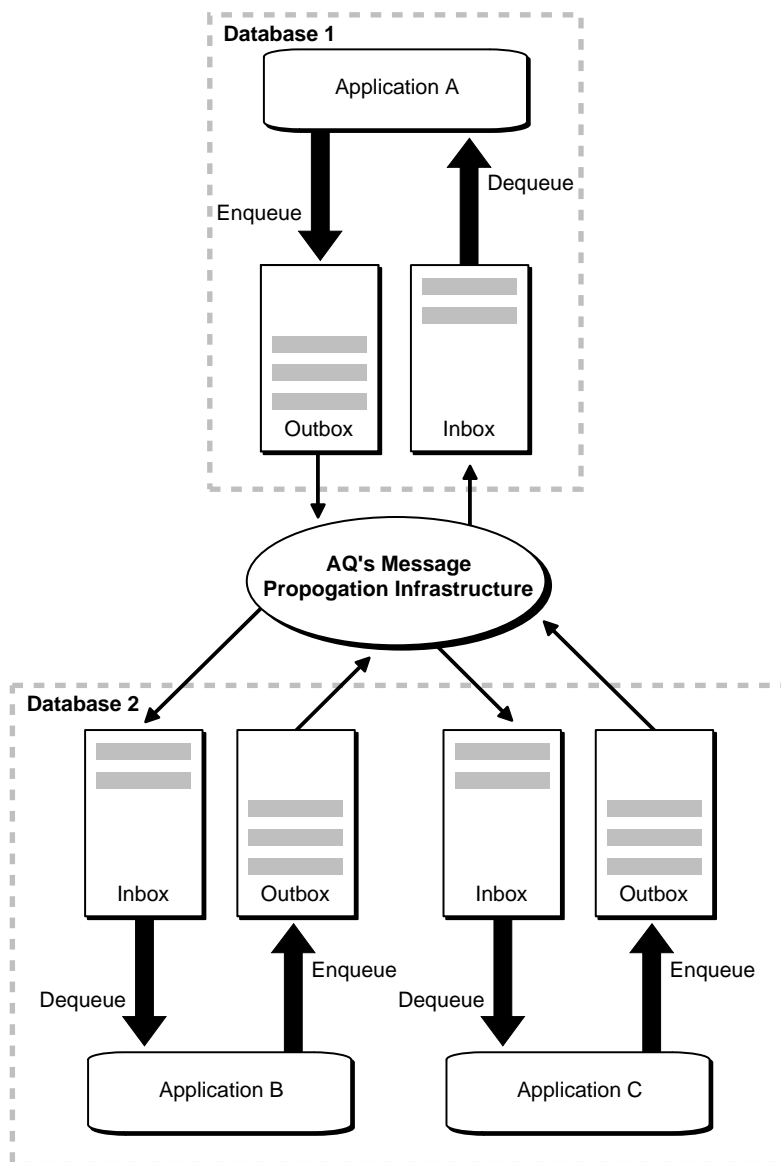 Database 1
Application A
Dequeue
Enqueue
Outbox
Inbox
AQ's Message
Propogation Infrastructure
Database 2
Inbox
Outbox
Inbox
Outbox
Enqueue
Enqueue
Dequeue
Dequeue
Application B
Application C